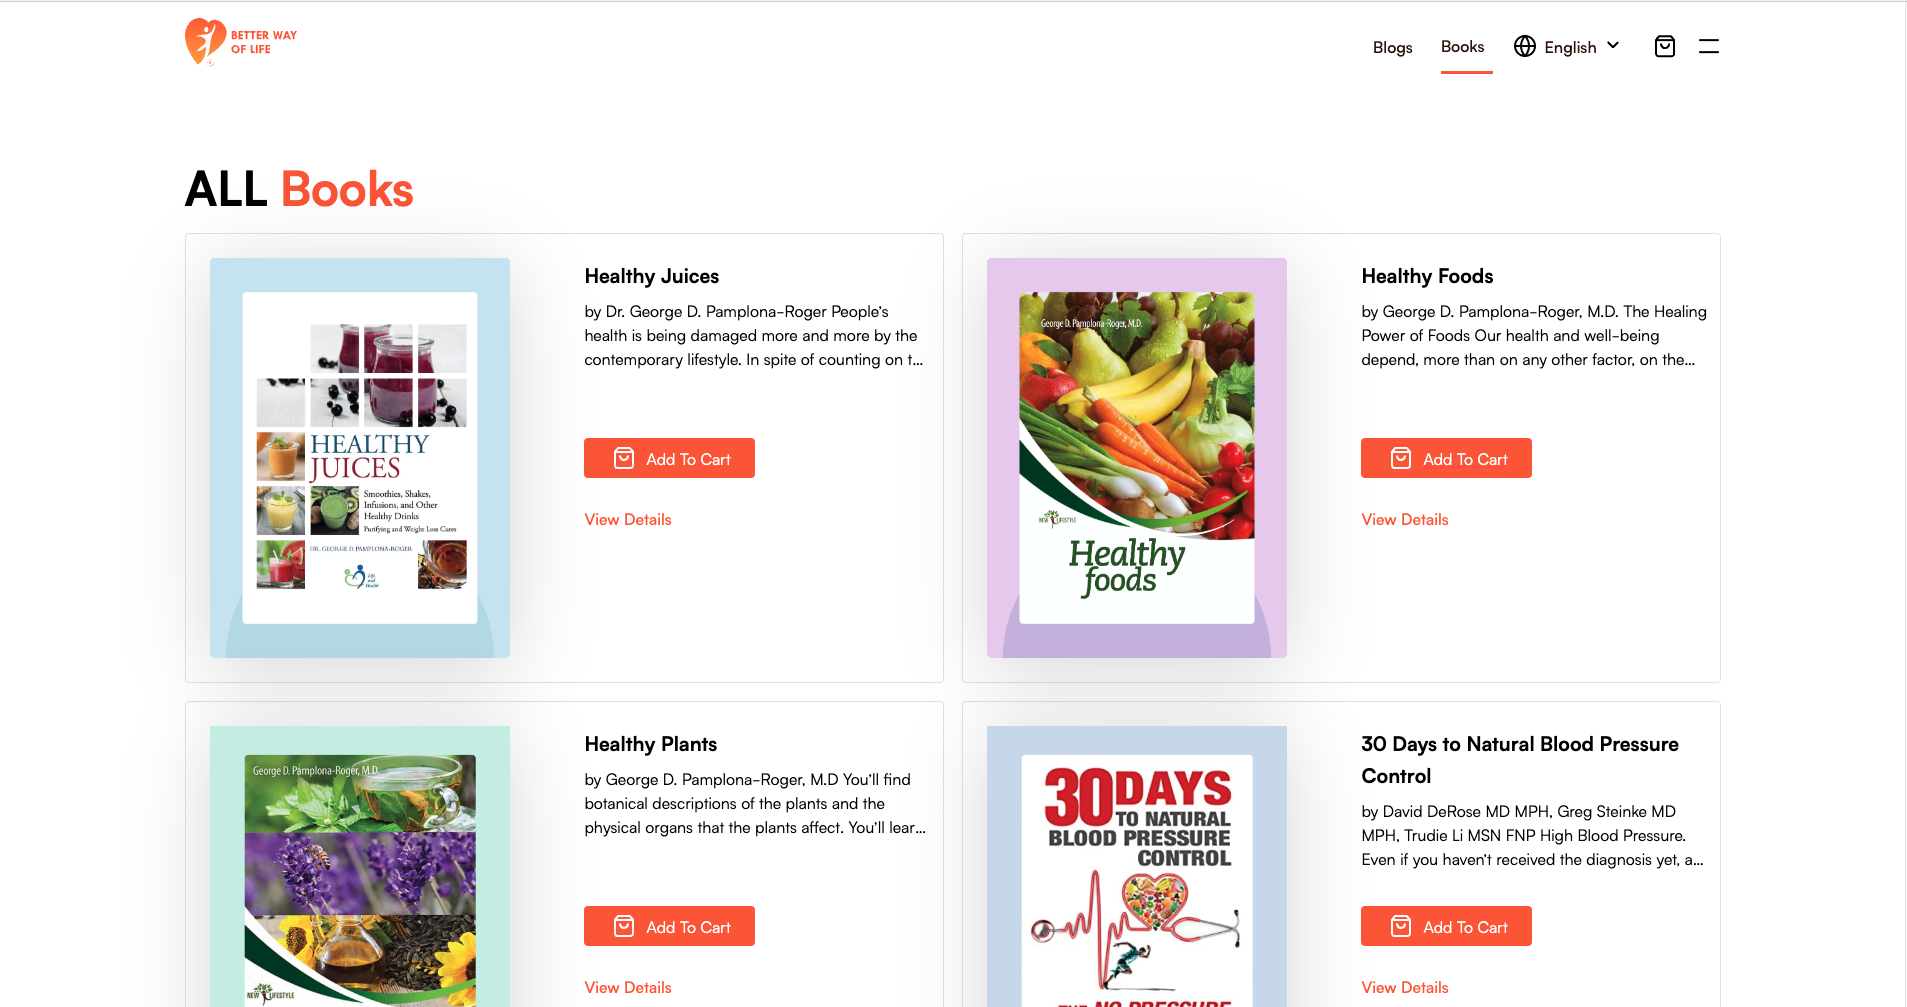 BETTER WAY
OF LIFE
Blogs
Books
English
ALL Books
HEALTHY
JUICES
Smoothies, Shakes,
Infusions, and Other
Healthy Drinks
Purifying and Weight Loss Cures
DR. GEORGE D. PAMPLONA-ROGER
Life
and
Health
Healthy Juices
by Dr. George D. Pamplona-Roger People's
health is being damaged more and more by the
contemporary lifestyle. In spite of counting on t...
Add To Cart
View Details
George D. Pamplona-Roger, M.D.
NEW LIFESTYLE
Healthy
foods
Healthy Foods
by George D. Pamplona-Roger, M.D. The Healing
Power of Foods Our health and well-being
depend, more than on any other factor, on the...
Add To Cart
View Details
George D. Pamplona-Roger, M.D.
NEW LIFESTYLE
Healthy Plants
by George D. Pamplona-Roger, M.D You'll find
botanical descriptions of the plants and the
physical organs that the plants affect. You'll lear...
Add To Cart
View Details
30 DAYS
TO NATURAL
BLOOD PRESSURE
CONTROL
THE NO PRESSURE
30 Days to Natural Blood Pressure
Control
by David DeRose MD MPH, Greg Steinke MD
MPH, Trudie Li MSN FNP High Blood Pressure.
Even if you haven't received the diagnosis yet, a...
Add To Cart
View Details